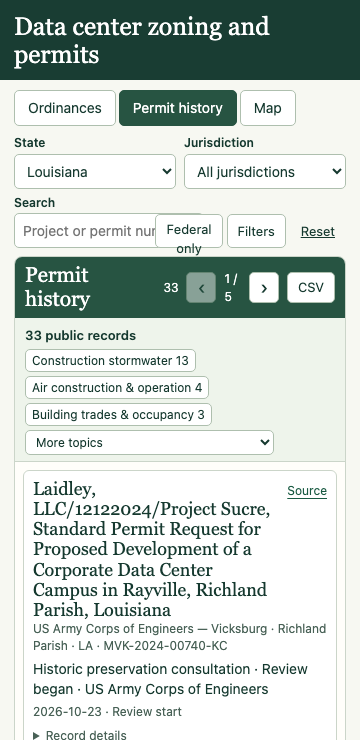 Data center zoning and
permits
Ordinances
Permit history
Map
State
Jurisdiction
Louisiana
All jurisdictions
Search
Project or permit nur
Federal
only
Filters
Reset
Permit
history
33
‹
1 /
5
›
CSV
33 public records
Construction stormwater 13
Air construction & operation 4
Building trades & occupancy 3
More topics
Laidley,
LLC/12122024/Project Sucre,
Standard Permit Request for
Proposed Development of a
Corporate Data Center
Campus in Rayville, Richland
Parish, Louisiana
Source
US Army Corps of Engineers — Vicksburg · Richland
Parish · LA · MVK-2024-00740-KC
Historic preservation consultation · Review
began · US Army Corps of Engineers
2026-10-23 · Review start
▶ Record details